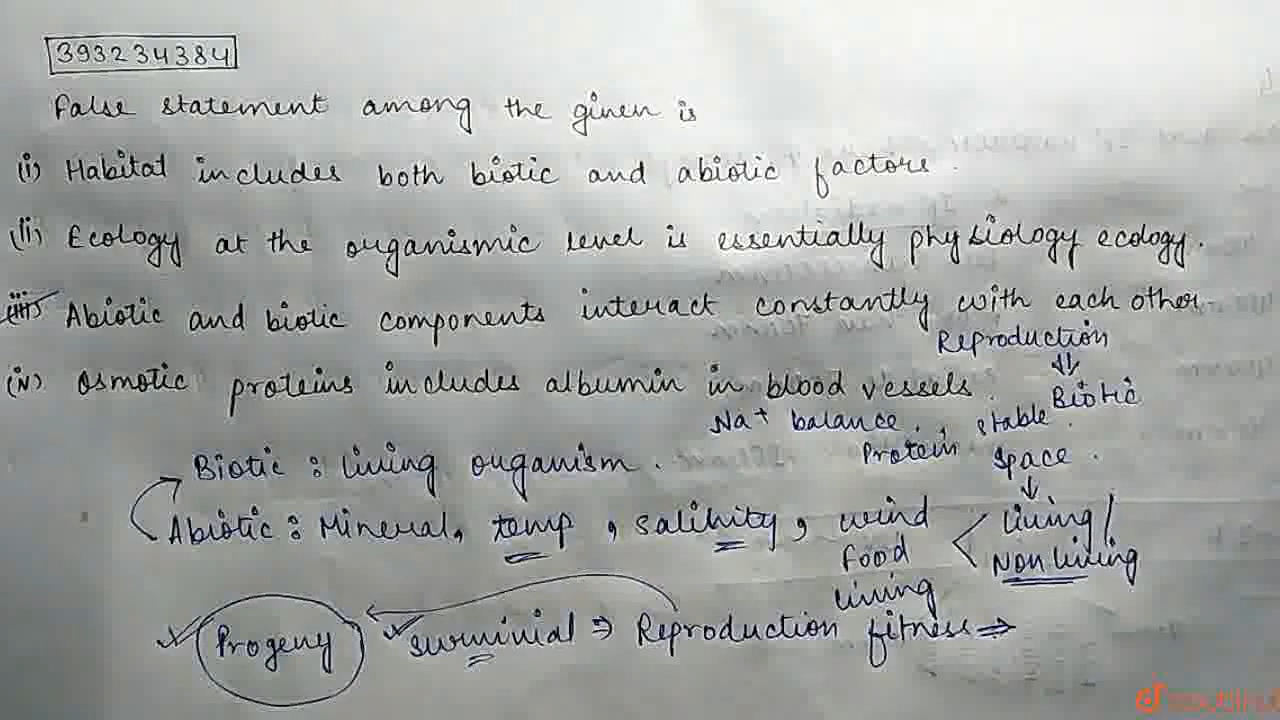 393234384
False statement among the given is
(i) Habitat includes both biotic and abiotic factors.
(ii) Ecology at the organismic level is essentially physiology ecology.
(iii) Abiotic and biotic components interact constantly with each other
Reproduction
⇓
Biotic
(iv) Osmotic proteins includes albumin in blood vessels.
Na+ balance, stable.
Protein
Space.
↓
Living/
Non living
Biotic : living organism.
Abiotic : Mineral, temp, salinity, wind
food
living
Progeny survival ⇒ Reproduction fitness ⇒